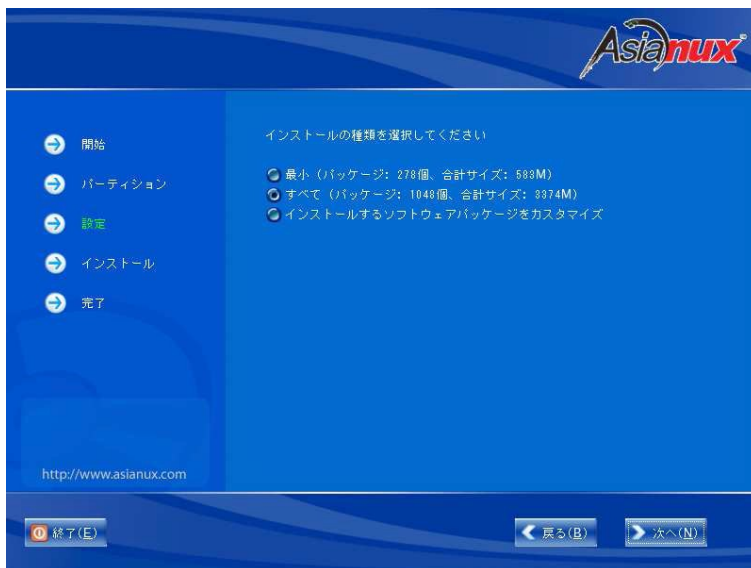 Asianux
開始
パーティション
設定
インストール
完了
インストールの種類を選択してください
最小 (パッケージ: 278個、合計サイズ: 593M)
すべて (パッケージ: 1048個、合計サイズ: 3374M)
インストールするソフトウェアパッケージをカスタマイズ
http://www.asianux.com
終了(E)
戻る(B)
次へ(N)